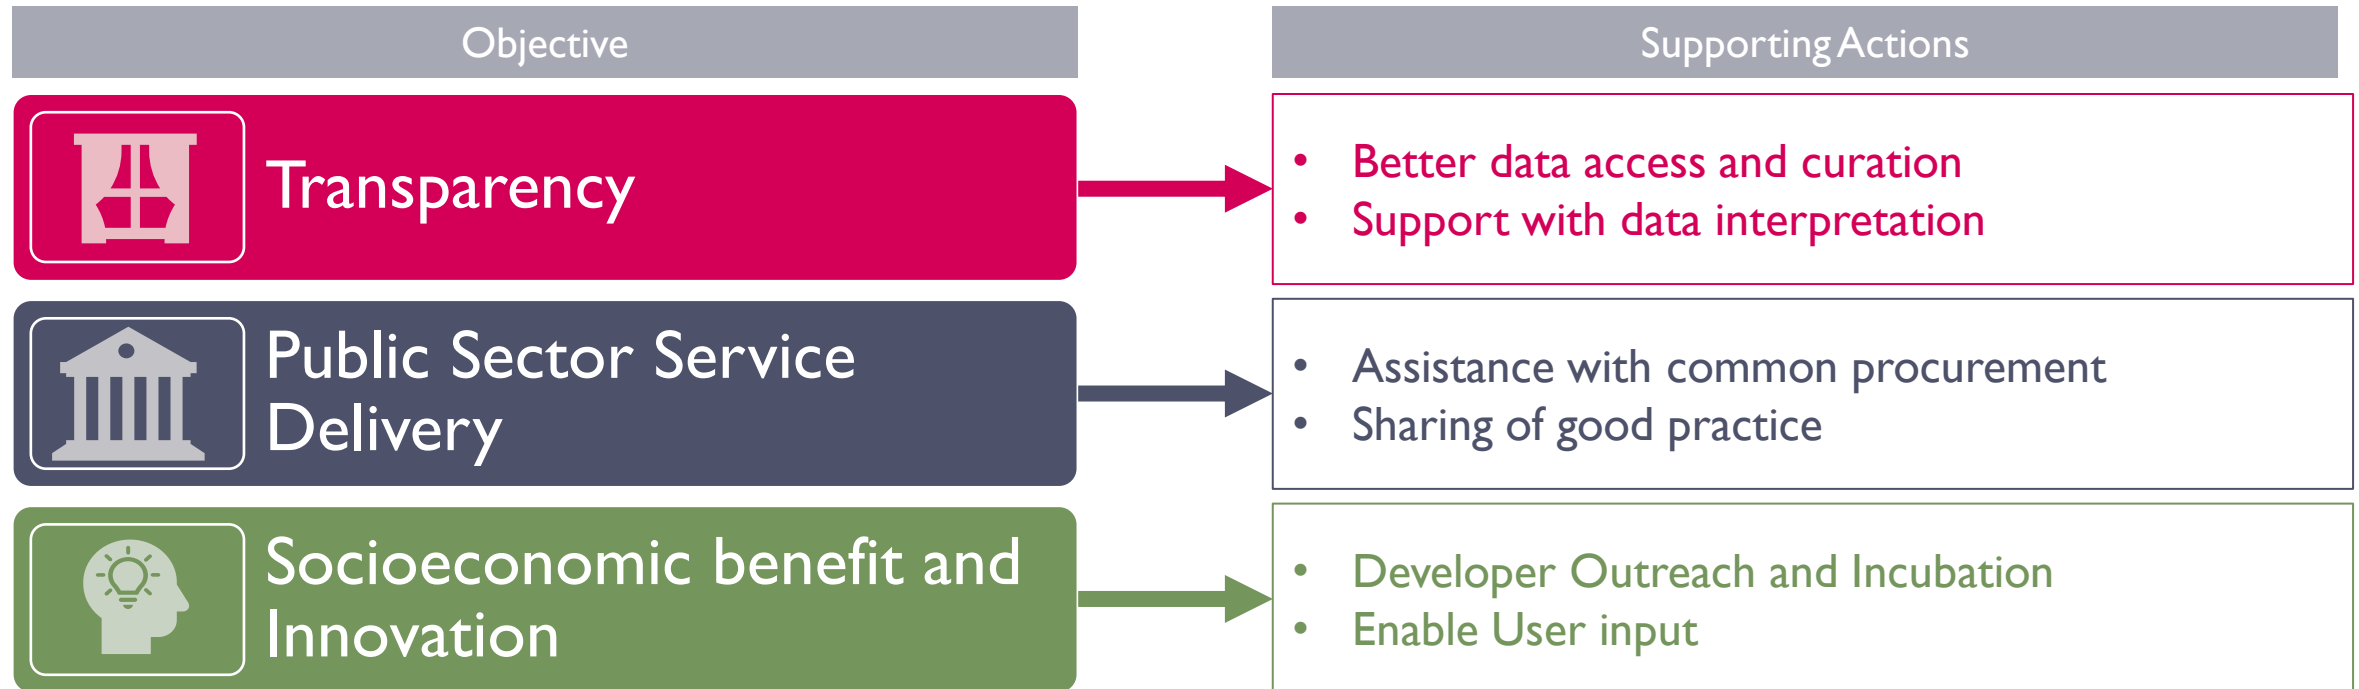 Objective
Supporting Actions
Transparency
• Better data access and curation
• Support with data interpretation
Public Sector Service
Delivery
• Assistance with common procurement
• Sharing of good practice
Socioeconomic benefit and
Innovation
• Developer Outreach and Incubation
• Enable User input